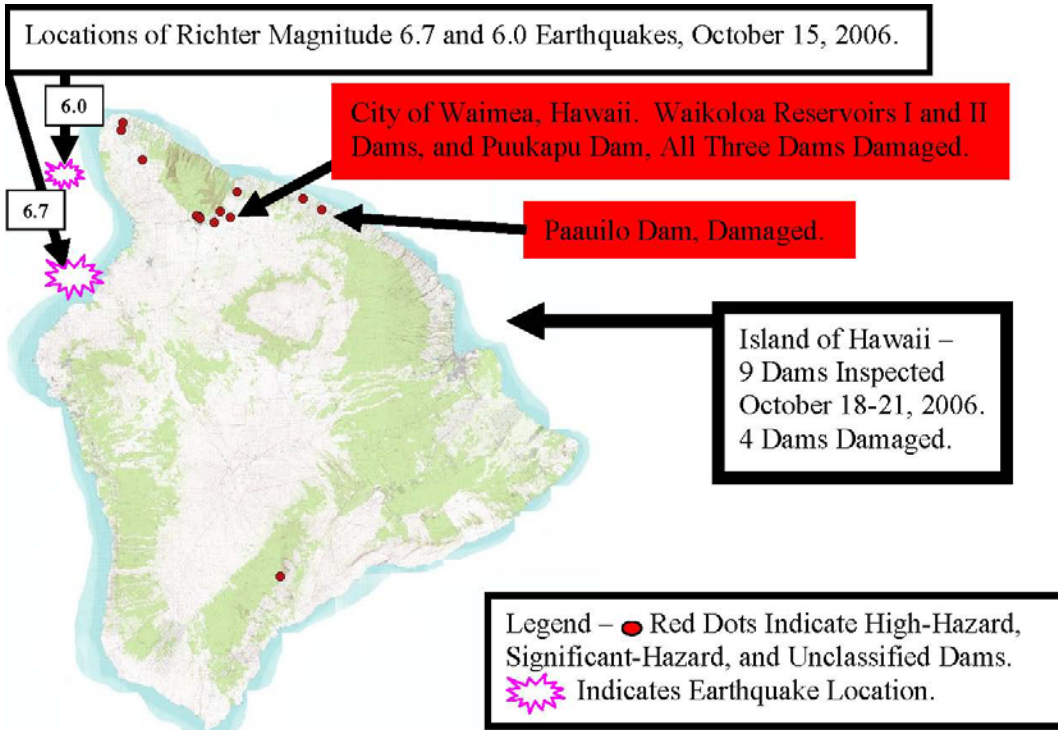 Locations of Richter Magnitude 6.7 and 6.0 Earthquakes, October 15, 2006.
6.0
City of Waimea, Hawaii. Waikoloa Reservoirs I and II
Dams, and Puukapu Dam, All Three Dams Damaged.
6.7
Paauilo Dam, Damaged.
Island of Hawaii –
9 Dams Inspected
October 18-21, 2006.
4 Dams Damaged.
Legend – Red Dots Indicate High-Hazard,
Significant-Hazard, and Unclassified Dams.
Indicates Earthquake Location.